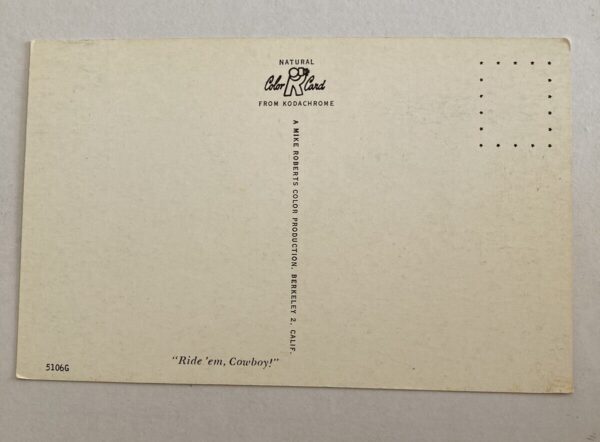 NATURAL
Color Card
FROM KODACHROME
A MIKE ROBERTS COLOR PRODUCTION, BERKELEY 2, CALIF.
"Ride 'em, Cowboy!"
5106G